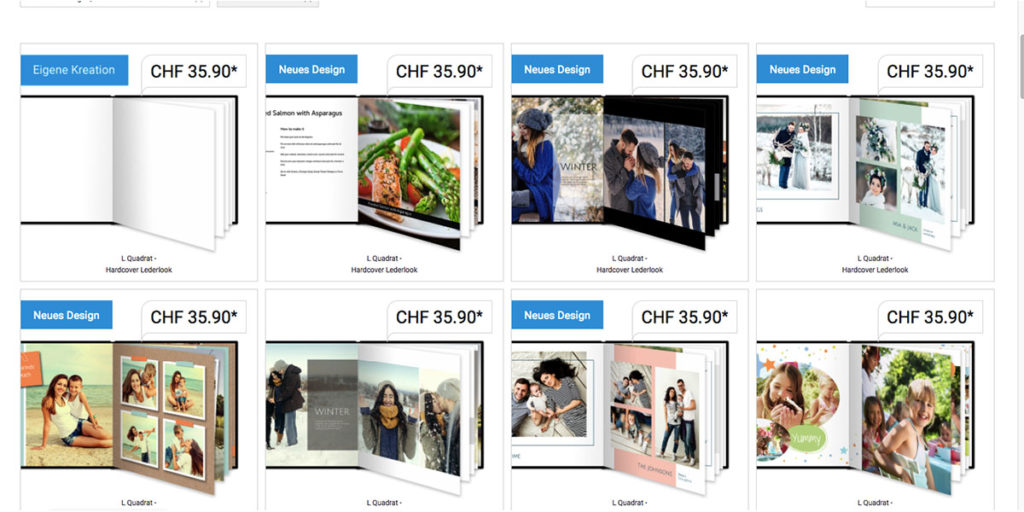 Eigene Kreation
CHF 35.90*
L Quadrat -
Hardcover Lederlook
Neues Design
CHF 35.90*
ed Salmon with Asparagus
How to make it
L Quadrat -
Hardcover Lederlook
Neues Design
CHF 35.90*
WINTER
L Quadrat -
Hardcover Lederlook
Neues Design
CHF 35.90*
GS
MIA & JACK
L Quadrat -
Hardcover Lederlook
Neues Design
CHF 35.90*
L Quadrat -
CHF 35.90*
WINTER
L Quadrat -
Neues Design
CHF 35.90*
ME
THE JOHNSONS
L Quadrat -
CHF 35.90*
Yummy
L Quadrat -